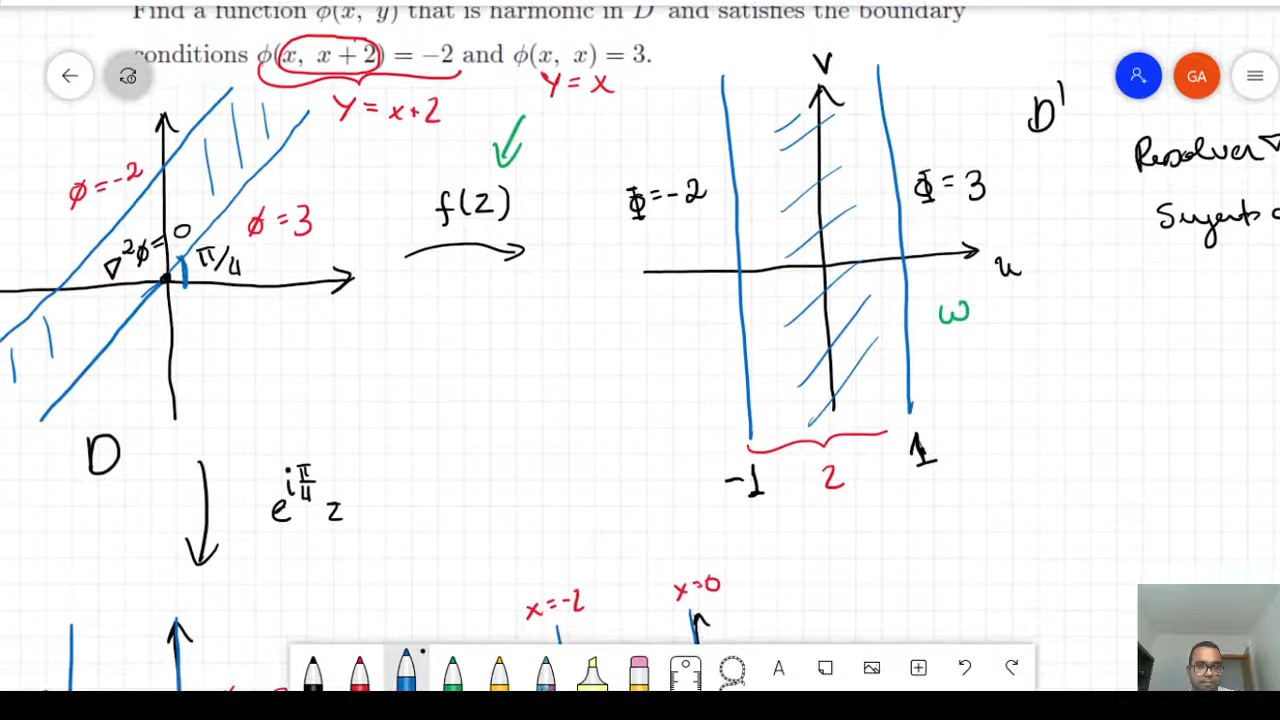 Find a function ϕ(x, y) that is harmonic in D and satisfies the boundary
conditions ϕ(x, x + 2) = −2 and ϕ(x, x) = 3.
y = x+2
y = x
GA
D'
Resolver ∇
V
ϕ = -2
f(z)
Φ = -2
Φ = 3
ϕ = 3
∇²ϕ = 0
π/4
u
ω
D
-1
2
1
e^{iπ/4} z
x = -2
x = 0
A